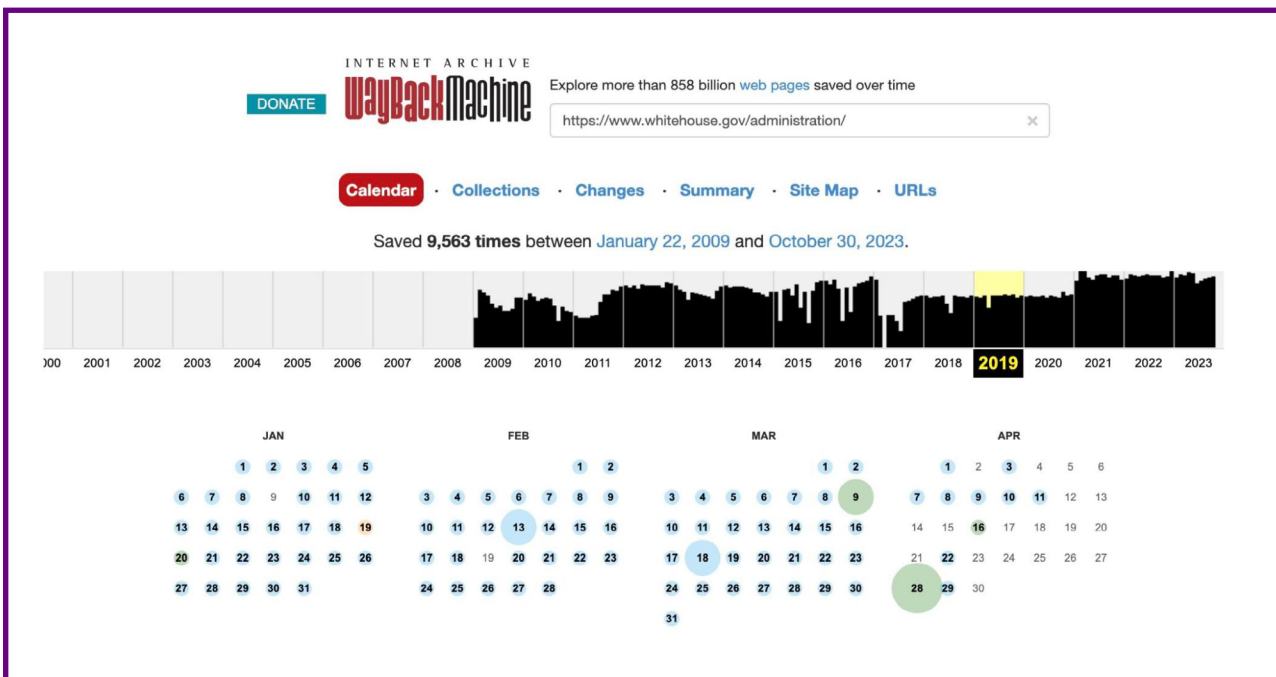 INTERNET ARCHIVE
WayBackMachine
DONATE
Explore more than 858 billion web pages saved over time
https://www.whitehouse.gov/administration/ ×
Calendar · Collections · Changes · Summary · Site Map · URLs
Saved 9,563 times between January 22, 2009 and October 30, 2023.
2001 2002 2003 2004 2005 2006 2007 2008 2009 2010 2011 2012 2013 2014 2015 2016 2017 2018 2019 2020 2021 2022 2023
JAN
1 2 3 4 5
6 7 8 9 10 11 12
13 14 15 16 17 18 19
20 21 22 23 24 25 26
27 28 29 30 31
FEB
1 2
3 4 5 6 7 8 9
10 11 12 13 14 15 16
17 18 19 20 21 22 23
24 25 26 27 28
MAR
1 2
3 4 5 6 7 8 9
10 11 12 13 14 15 16
17 18 19 20 21 22 23
24 25 26 27 28 29 30
31
APR
1 2 3 4 5 6
7 8 9 10 11 12 13
14 15 16 17 18 19 20
21 22 23 24 25 26 27
28 29 30